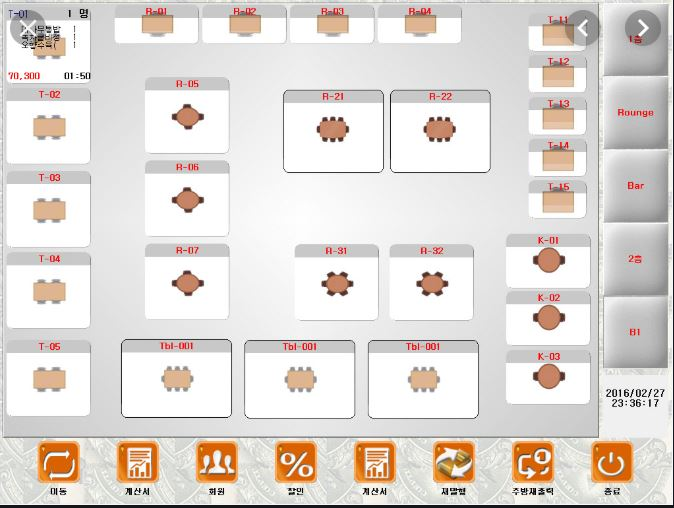 T-01 1 명
70,300 01:50
R-01
R-02
R-03
R-04
T-11
T-12
T-13
T-14
T-15
T-02
T-03
T-04
T-05
R-05
R-06
R-07
R-21
R-22
R-31
R-32
K-01
K-02
K-03
Tbl-001
Tbl-001
Tbl-001
1층
Rounge
Bar
2층
B1
2016/02/27
23:36:17
이동
계산서
회원
할인
계산서
재발행
주방재출력
종료